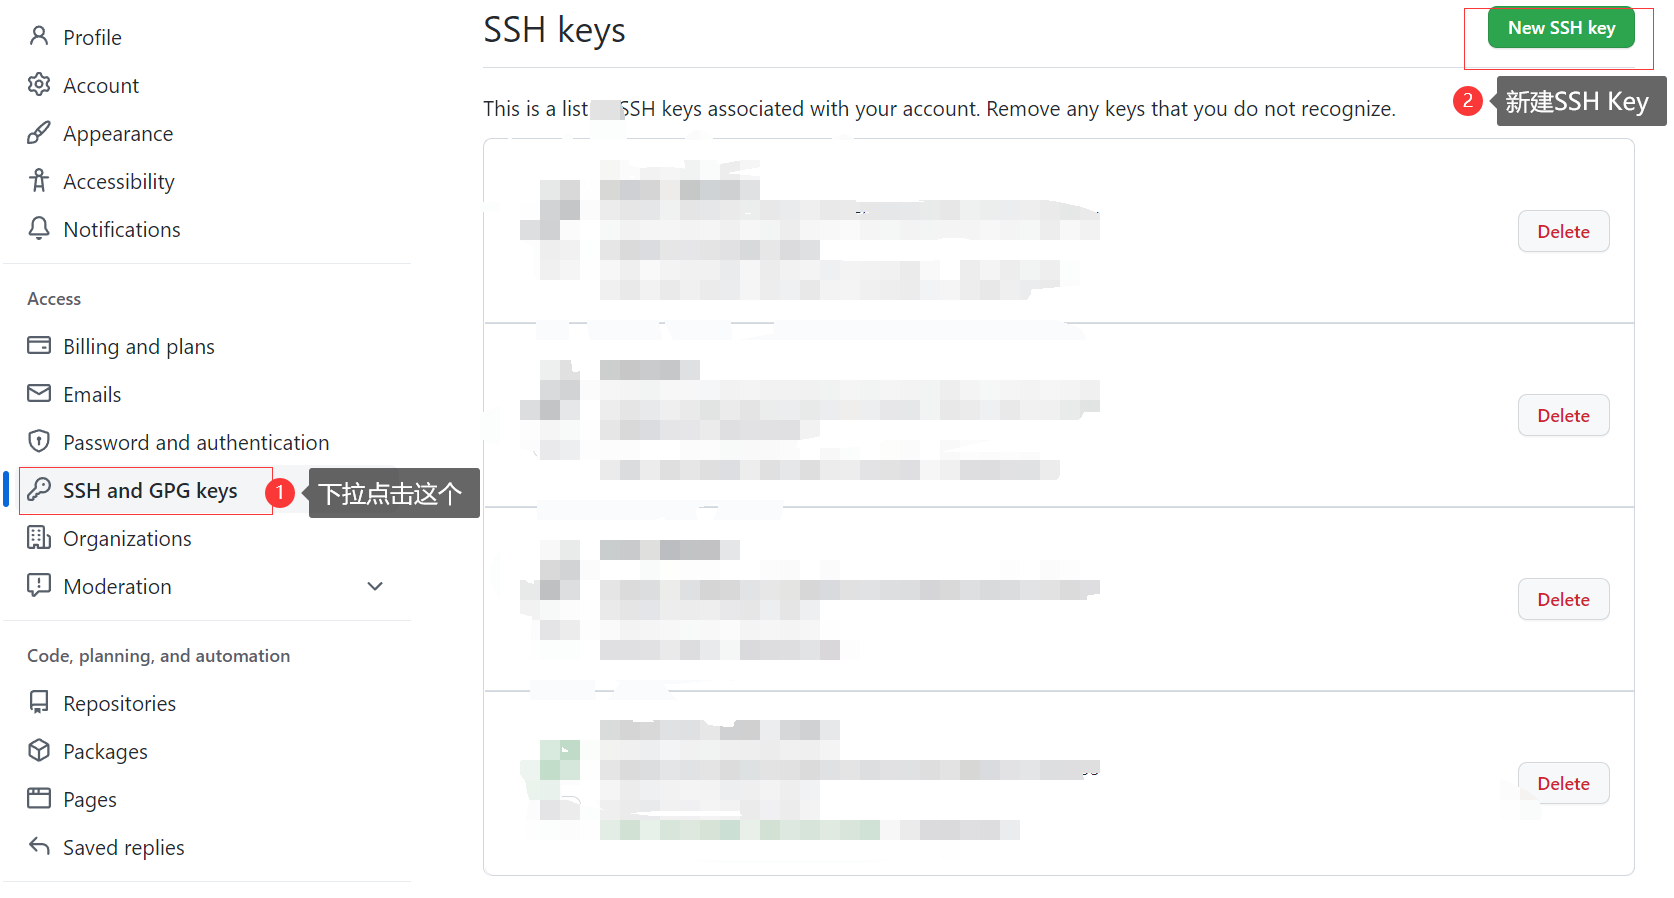 Profile
Account
Appearance
Accessibility
Notifications
Access
Billing and plans
Emails
Password and authentication
SSH and GPG keys
1
下拉点击这个
Organizations
Moderation
Code, planning, and automation
Repositories
Packages
Pages
Saved replies
SSH keys
New SSH key
2
新建SSH Key
This is a list SSH keys associated with your account. Remove any keys that you do not recognize.
Delete
Delete
Delete
Delete